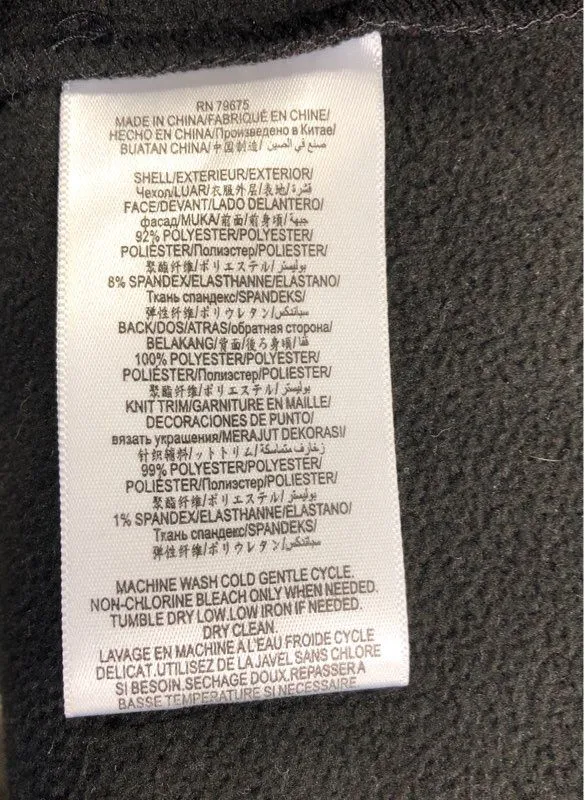 RN 79675
MADE IN CHINA/FABRIQUÉ EN CHINE/
HECHO EN CHINA/Произведено в Китае/
BUATAN CHINA/中国制造/ صنع في الصين/
SHELL/EXTERIEUR/EXTERIOR/
Чехол/LUAR/衣服外层/表地/قشرة/
FACE/DEVANT/LADO DELANTERO/
фасад/MUKA/前面/前身頃/جبهة/
92% POLYESTER/POLYESTER/
POLIÉSTER/Полиэстер/POLIESTER/
聚酯纤维/ポリエステル/بوليستر/
8% SPANDEX/ELASTHANNE/ELASTANO/
Ткань спандекс/SPANDEKS/
弹性纤维/ポリウレタン/سباندكس/
BACK/DOS/ATRAS/обратная сторона/
BELAKANG/背面/後ろ身頃/قفا/
100% POLYESTER/POLYESTER/
POLIÉSTER/Полиэстер/POLIESTER/
聚酯纤维/ポリエステル/بوليستر/
KNIT TRIM/GARNITURE EN MAILLE/
DECORACIONES DE PUNTO/
вязать украшения/MERAJUT DEKORASI/
针织辅料/ットトリム/زخارف متماسكة/
99% POLYESTER/POLYESTER/
POLIESTER/Полиэстер/POLIESTER/
聚酯纤维/ポリエステル/بوليستر/
1% SPANDEX/ELASTHANNE/ELASTANO/
Ткань спандекс/SPANDEKS/
弹性纤维/ポリウレタン/سباندكس/
MACHINE WASH COLD GENTLE CYCLE.
NON-CHLORINE BLEACH ONLY WHEN NEEDED.
TUMBLE DRY LOW.LOW IRON IF NEEDED.
DRY CLEAN.
LAVAGE EN MACHINE A L'EAU FROIDE CYCLE
DELICAT.UTILISEZ DE LA JAVEL SANS CHLORE
SI BESOIN.SECHAGE DOUX.REPASSER A
BASSE TEMPERATURE SI NECESSAIRE